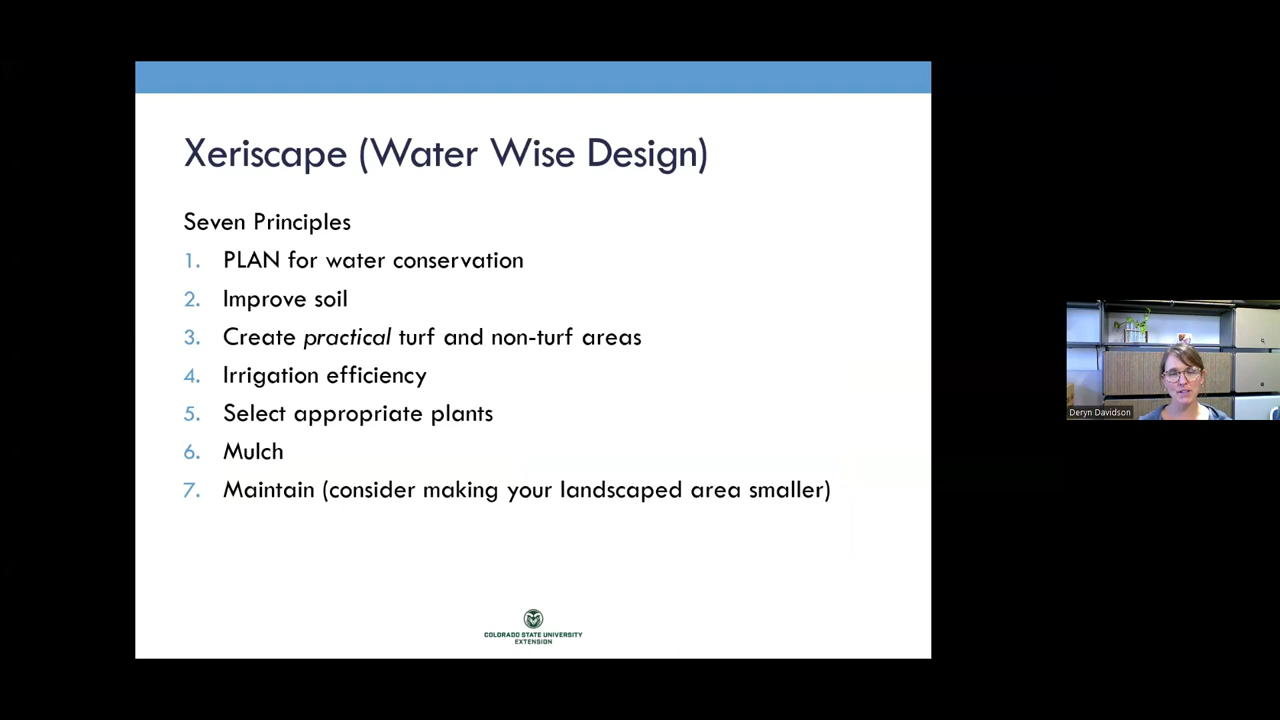 Xeriscape (Water Wise Design)
Seven Principles
1. PLAN for water conservation
2. Improve soil
3. Create practical turf and non-turf areas
4. Irrigation efficiency
5. Select appropriate plants
6. Mulch
7. Maintain (consider making your landscaped area smaller)
COLORADO STATE UNIVERSITY
EXTENSION
Deryn Davidson